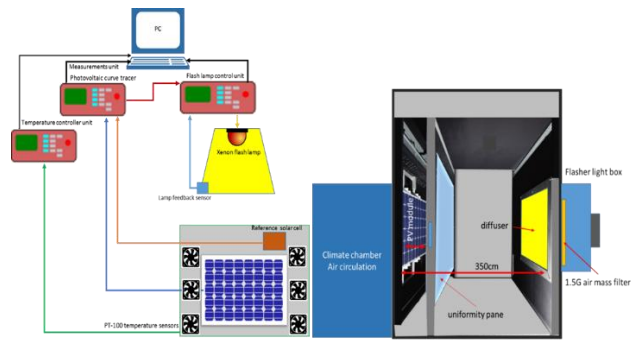 PC
Measurements unit
Photovoltaic curve tracer
Flash lamp control unit
Temperature controller unit
Xenon flash lamp
Lamp feedback sensor
Reference solar cell
PT-100 temperature sensors
Climate chamber
Air circulation
PV module
Flasher light box
diffuser
350cm
1.5G air mass filter
uniformity pane